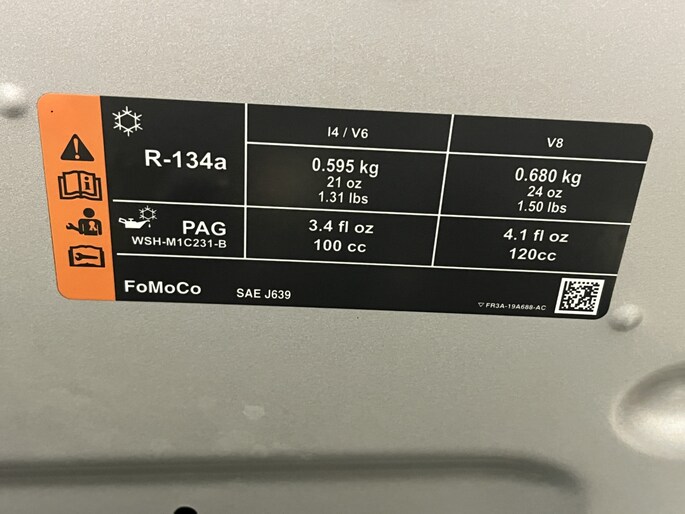 I4 / V6
V8
R-134a
0.595 kg
21 oz
1.31 lbs
0.680 kg
24 oz
1.50 lbs
PAG
WSH-M1C231-B
3.4 fl oz
100 cc
4.1 fl oz
120cc
FoMoCo
SAE J639
FR3A-19A688-AC